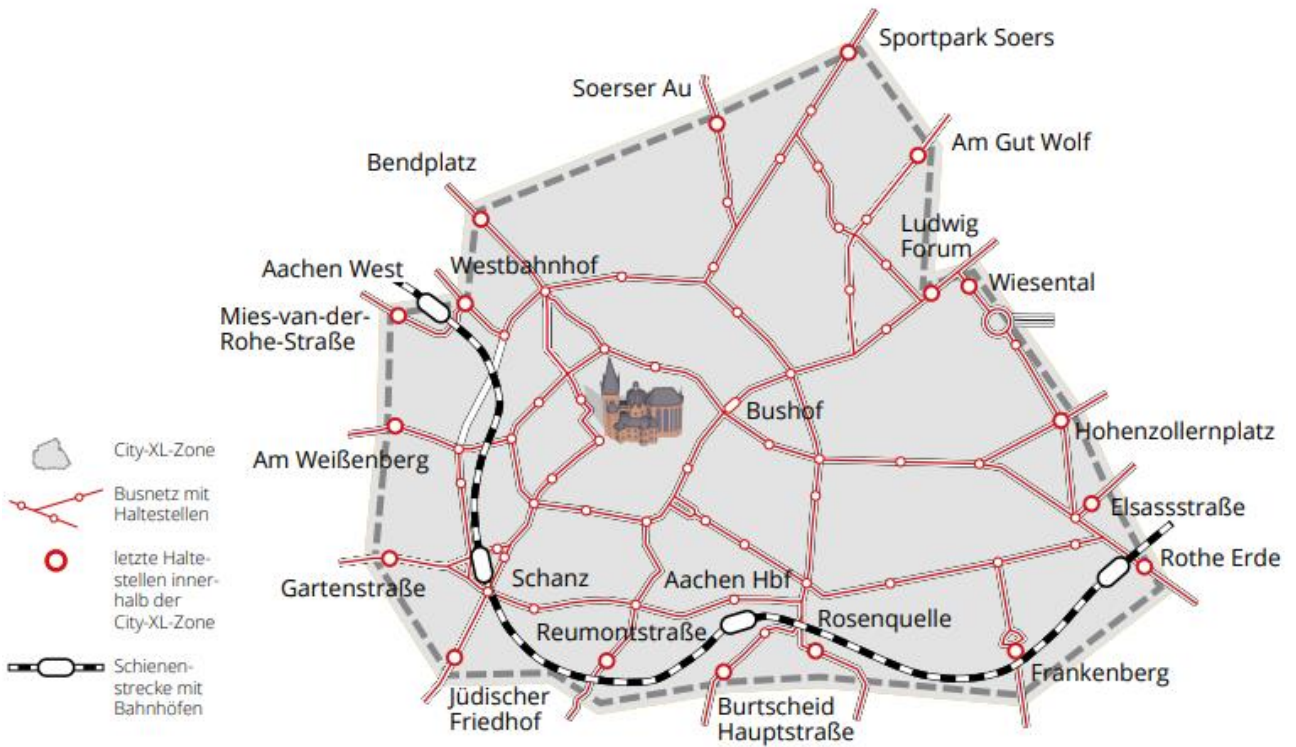 Sportpark Soers
Soerser Au
Am Gut Wolf
Bendplatz
Ludwig
Forum
Aachen West
Westbahnhof
Wiesental
Mies-van-der-
Rohe-Straße
Bushof
Hohenzollernplatz
Am Weißenberg
Elsassstraße
Rothe Erde
Gartenstraße
Schanz
Aachen Hbf
Reumontstraße
Rosenquelle
Frankenberg
Jüdischer
Friedhof
Burtscheid
Hauptstraße
City-XL-Zone
Busnetz mit
Haltestellen
letzte Halte-
stellen inner-
halb der
City-XL-Zone
Schienen-
strecke mit
Bahnhöfen